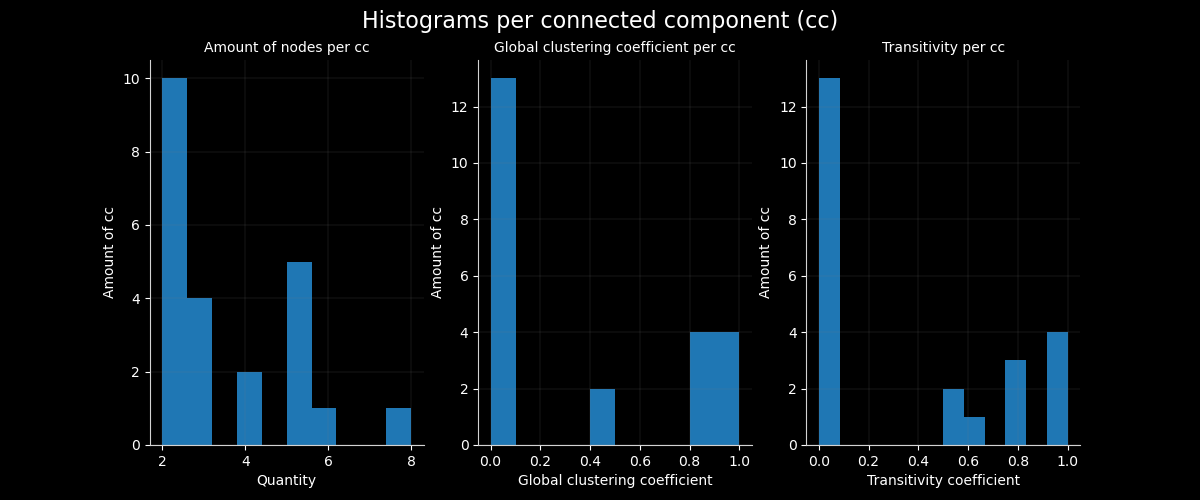 Histograms per connected component (cc)
Amount of nodes per cc
Global clustering coefficient per cc
Transitivity per cc
10
8
6
4
2
0
Amount of cc
2 4 6 8
Quantity
12
10
8
6
4
2
0
Amount of cc
0.0 0.2 0.4 0.6 0.8 1.0
Global clustering coefficient
12
10
8
6
4
2
0
Amount of cc
0.0 0.2 0.4 0.6 0.8 1.0
Transitivity coefficient